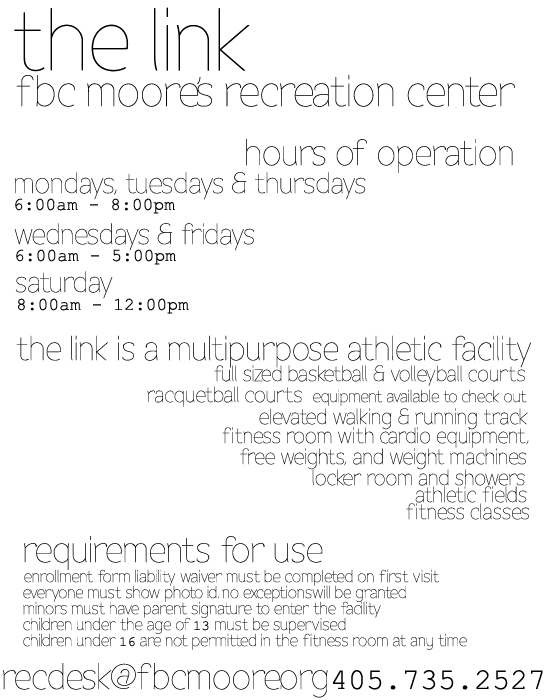 the link
fbc moore's recreation center
hours of operation
mondays, tuesdays & thursdays
6:00am - 8:00pm
wednesdays & fridays
6:00am - 5:00pm
saturday
8:00am - 12:00pm
the link is a multipurpose athletic facility
full sized basketball & volleyball courts
racquetball courts equipment available to check out
elevated walking & running track
fitness room with cardio equipment,
free weights, and weight machines
locker room and showers
athletic fields
fitness classes
requirements for use
enrollment form liability waiver must be completed on first visit
everyone must show photo id. no exceptionswill be granted
minors must have parent signature to enter the facility
children under the age of 13 must be supervised
children under 16 are not permitted in the fitness room at any time
recdesk@fbcmooreorg 405.735.2527